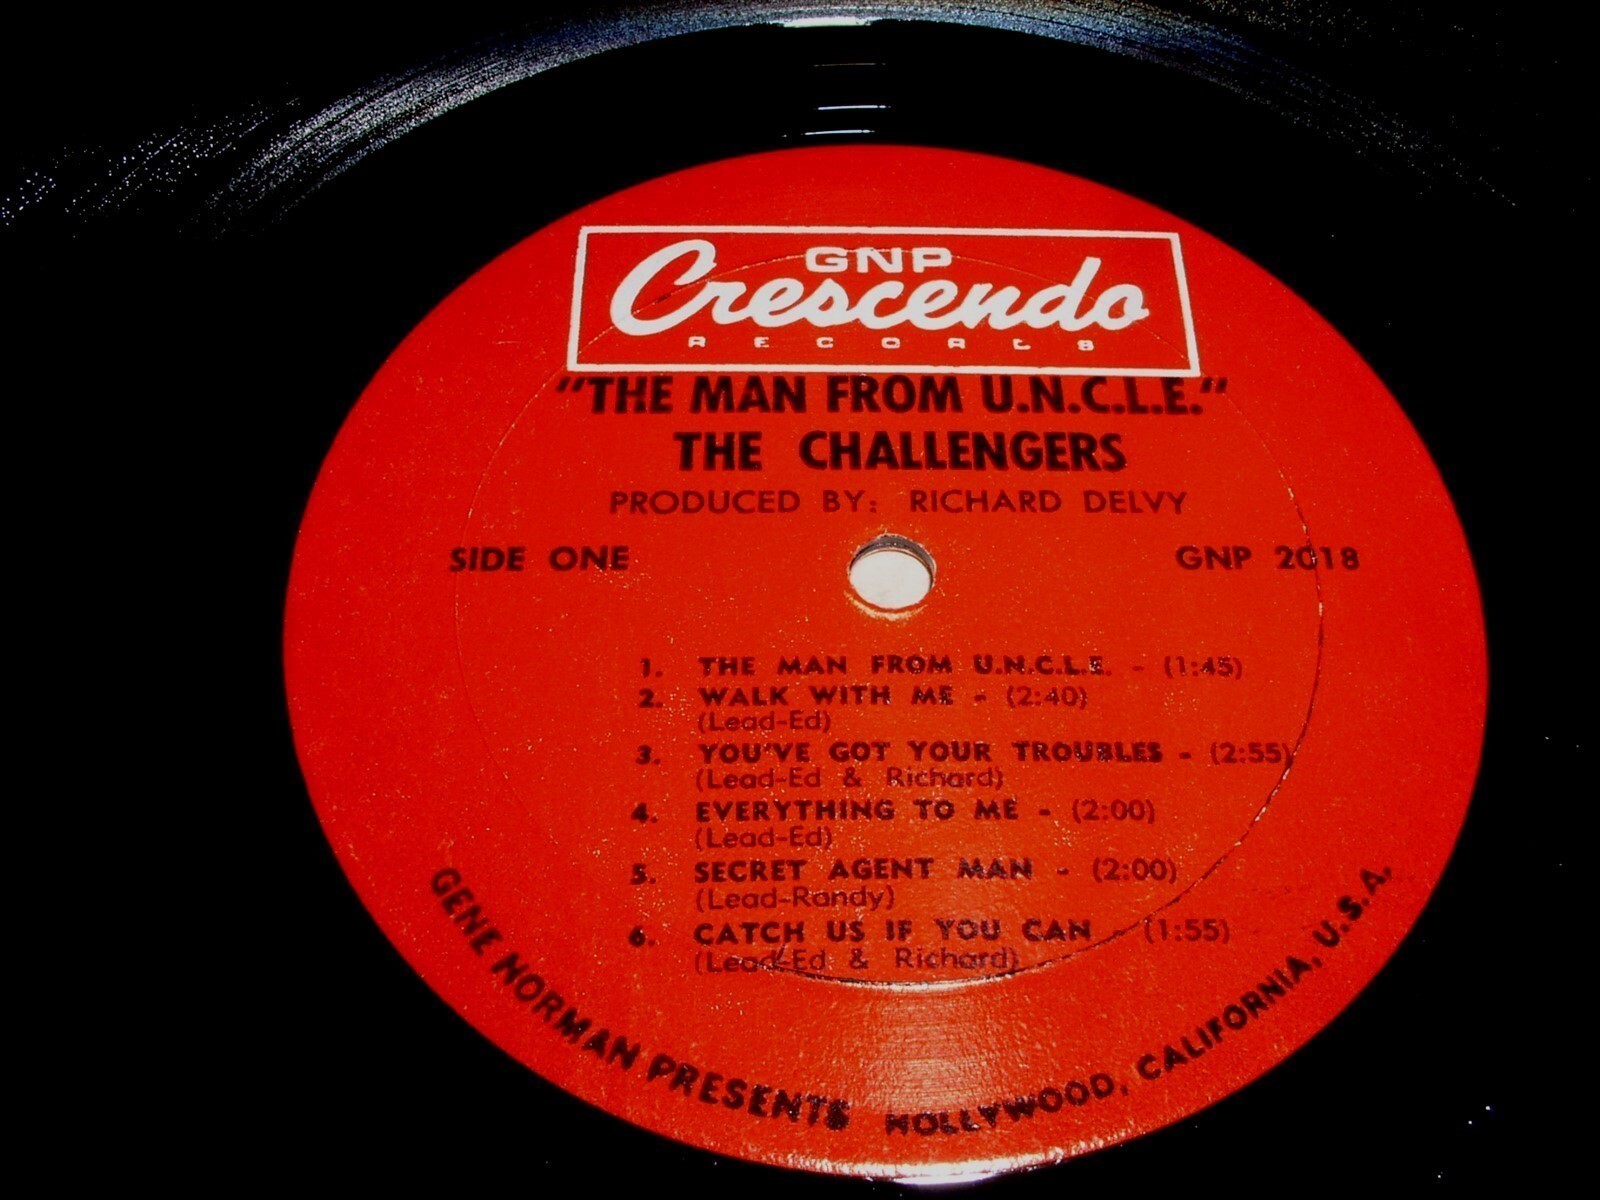 GNP
Crescendo
RECORDS
"THE MAN FROM U.N.C.L.E."
THE CHALLENGERS
PRODUCED BY: RICHARD DELVY
SIDE ONE
GNP 2018
1. THE MAN FROM U.N.C.L.E. - (1:45)
2. WALK WITH ME - (2:40)
(Lead-Ed)
3. YOU'VE GOT YOUR TROUBLES - (2:55)
(Lead-Ed & Richard)
4. EVERYTHING TO ME - (2:00)
(Lead-Ed)
5. SECRET AGENT MAN - (2:00)
(Lead-Randy)
6. CATCH US IF YOU CAN - (1:55)
(Lead-Ed & Richard)
GENE NORMAN PRESENTS HOLLYWOOD, CALIFORNIA, U.S.A.